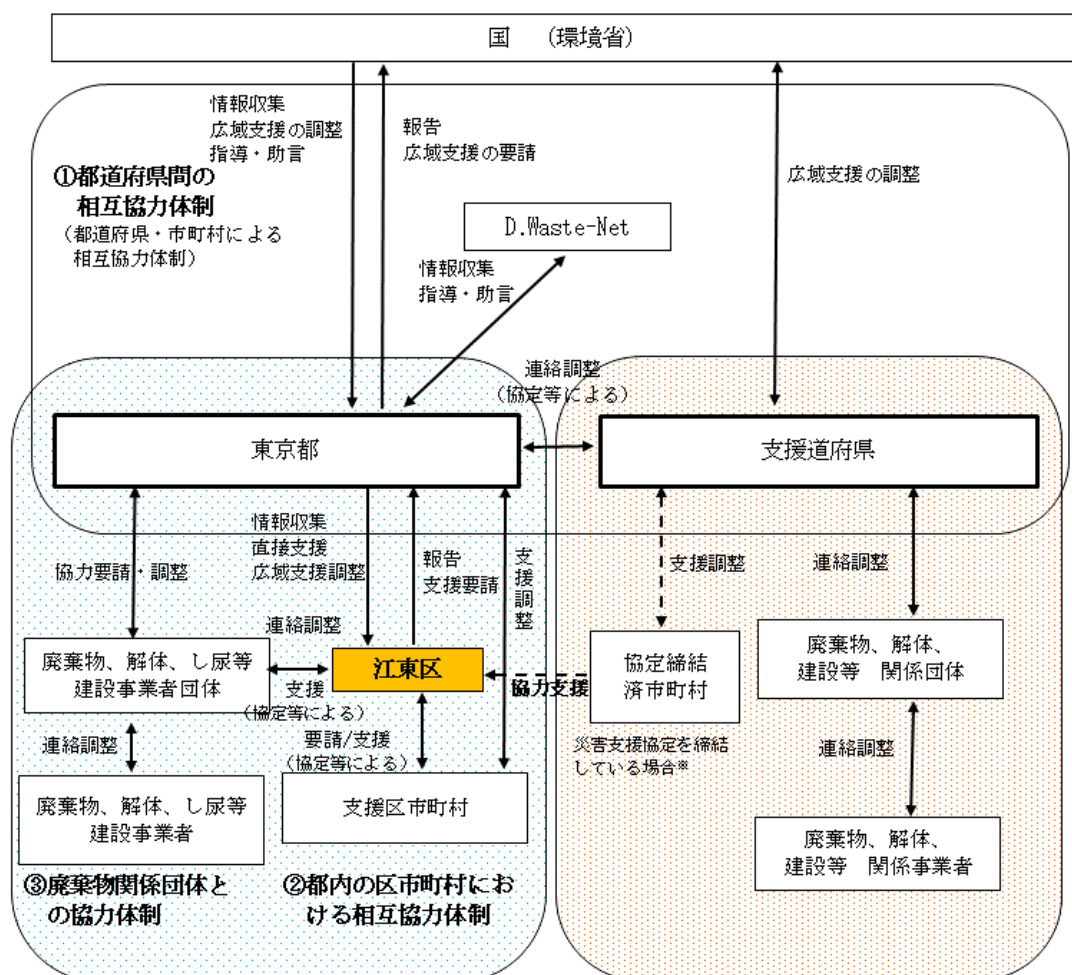 国　(環境省)
情報収集
広域支援の調整
指導・助言
報告
広域支援の要請
広域支援の調整
①都道府県間の
相互協力体制
（都道府県・市町村による
相互協力体制）
D.Waste-Net
情報収集
指導・助言
連絡調整
（協定等による）
東京都
支援道府県
情報収集
直接支援
広域支援調整
報告
支援要請
支援調整
協力要請・調整
支援調整
連絡調整
連絡調整
廃棄物、解体、し尿等
建設事業者団体
江東区
協定締結
済市町村
廃棄物、解体、
建設等　関係団体
支援
（協定等による）
協力支援
要請/支援
（協定等による）
連絡調整
災害支援協定を締結
している場合※
連絡調整
廃棄物、解体、し尿等
建設事業者
支援区市町村
廃棄物、解体、
建設等　関係事業者
③廃棄物関係団体と
の協力体制
②都内の区市町村にお
ける相互協力体制